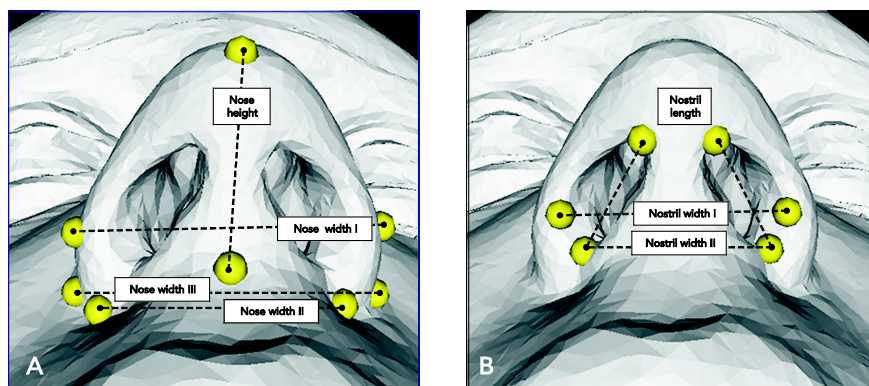 Nose
height
Nose width I
Nose width III
Nose width II
A
Nostril
length
Nostril width I
Nostril width II
B